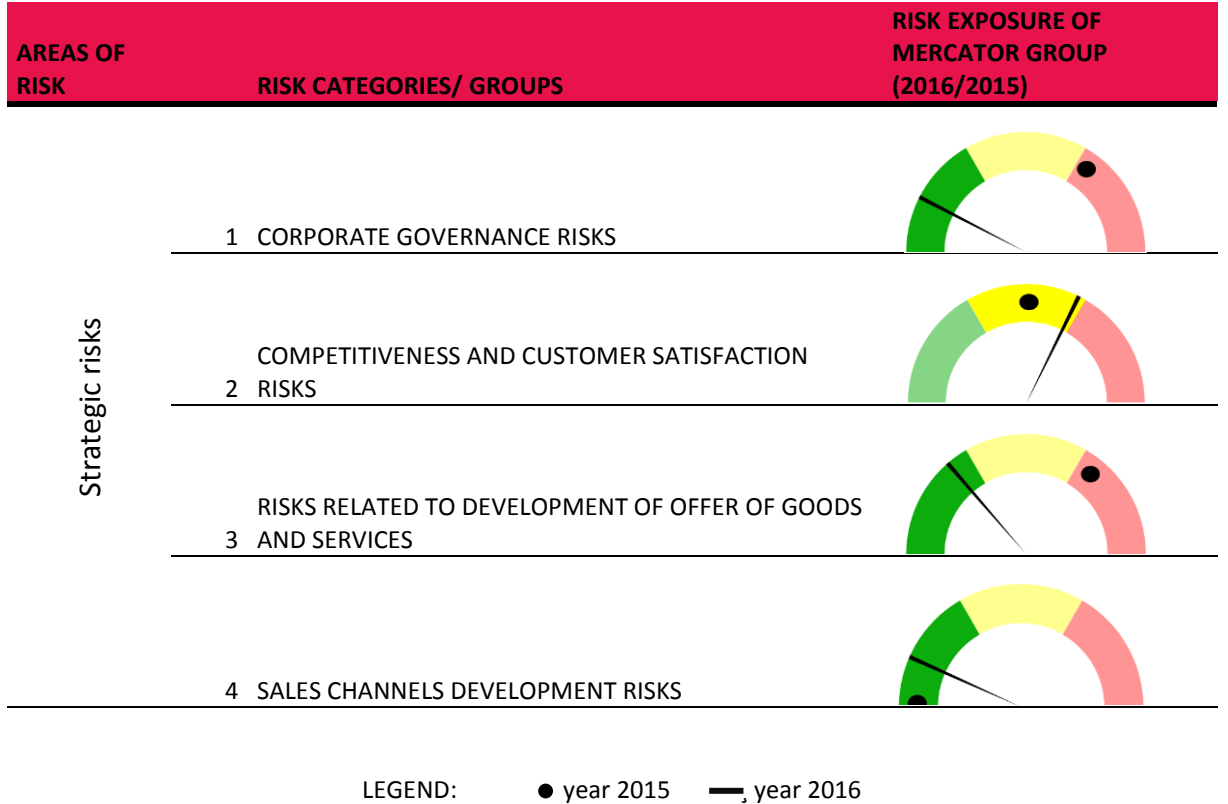 AREAS OF
RISK
RISK CATEGORIES/ GROUPS
RISK EXPOSURE OF
MERCATOR GROUP
(2016/2015)
Strategic risks
1 CORPORATE GOVERNANCE RISKS
COMPETITIVENESS AND CUSTOMER SATISFACTION
2 RISKS
RISKS RELATED TO DEVELOPMENT OF OFFER OF GOODS
3 AND SERVICES
4 SALES CHANNELS DEVELOPMENT RISKS
LEGEND: ● year 2015 ━ year 2016